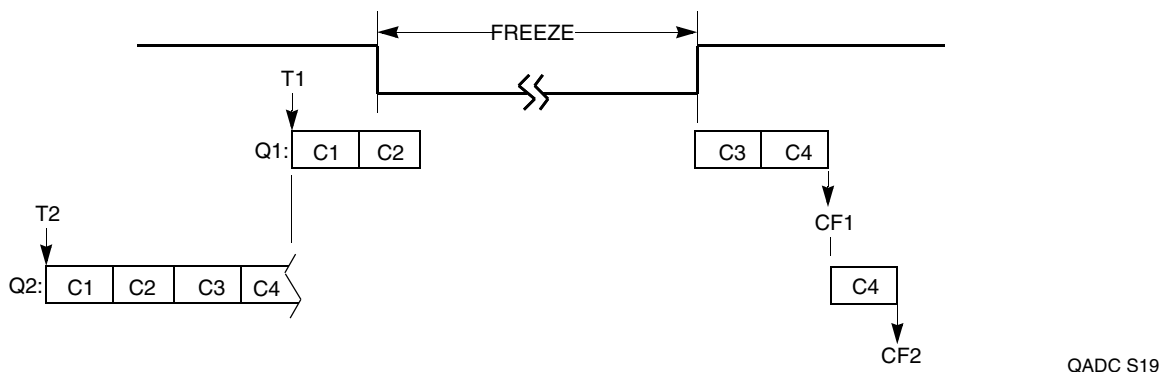 FREEZE
T1
Q1: C1 C2 C3 C4
CF1
T2
Q2: C1 C2 C3 C4 C4
CF2
QADC S19